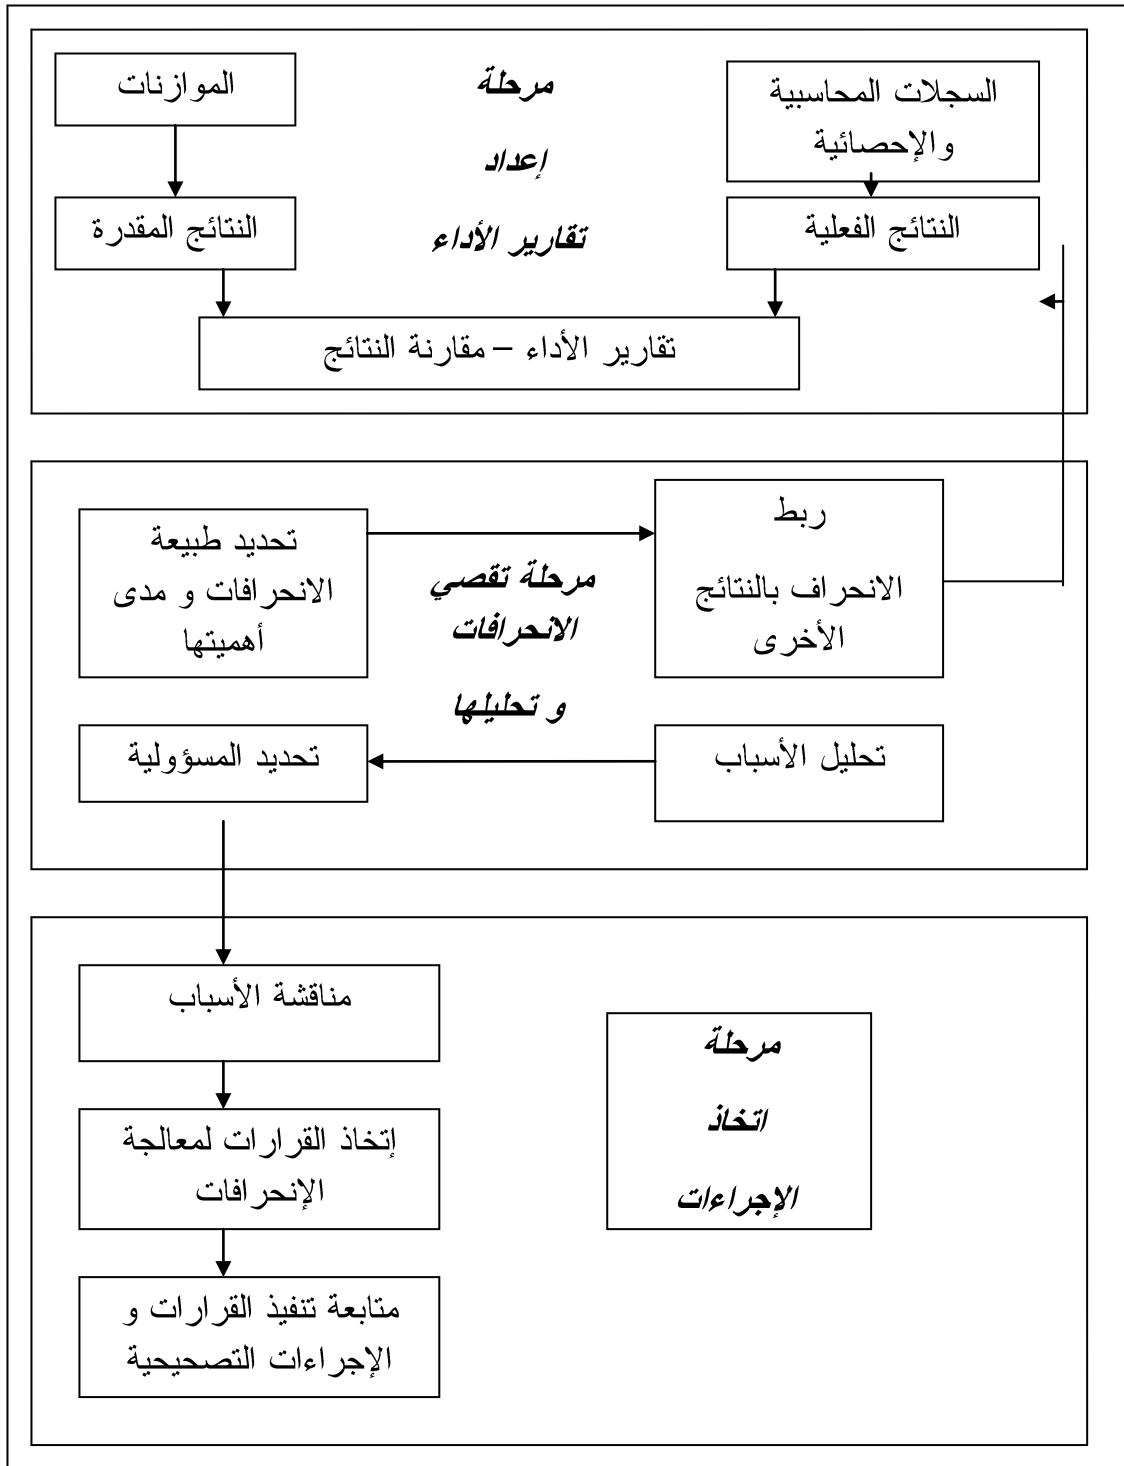 الموازنات
مرحلة
السجلات المحاسبية
والإحصائية
إعداد
النتائج المقدرة
تقارير الأداء
النتائج الفعلية
تقارير الأداء – مقارنة النتائج
تحديد طبيعة
الانحرافات و مدى
أهميتها
مرحلة تقصي
الانحرافات
و تحليلها
ربط
الانحراف بالنتائج
الأخرى
تحديد المسؤولية
تحليل الأسباب
مناقشة الأسباب
إتخاذ القرارات لمعالجة
الإنحرافات
متابعة تنفيذ القرارات و
الإجراءات التصحيحية
مرحلة
اتخاذ
الإجراءات